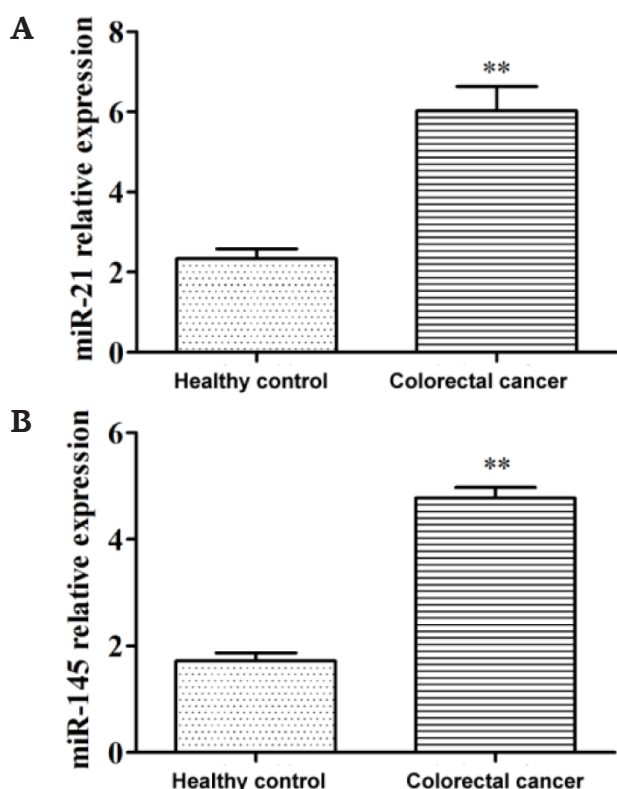 A
miR-21 relative expression
8
6
4
2
0
**
Healthy control
Colorectal cancer
B
miR-145 relative expression
6
4
2
0
**
Healthy control
Colorectal cancer